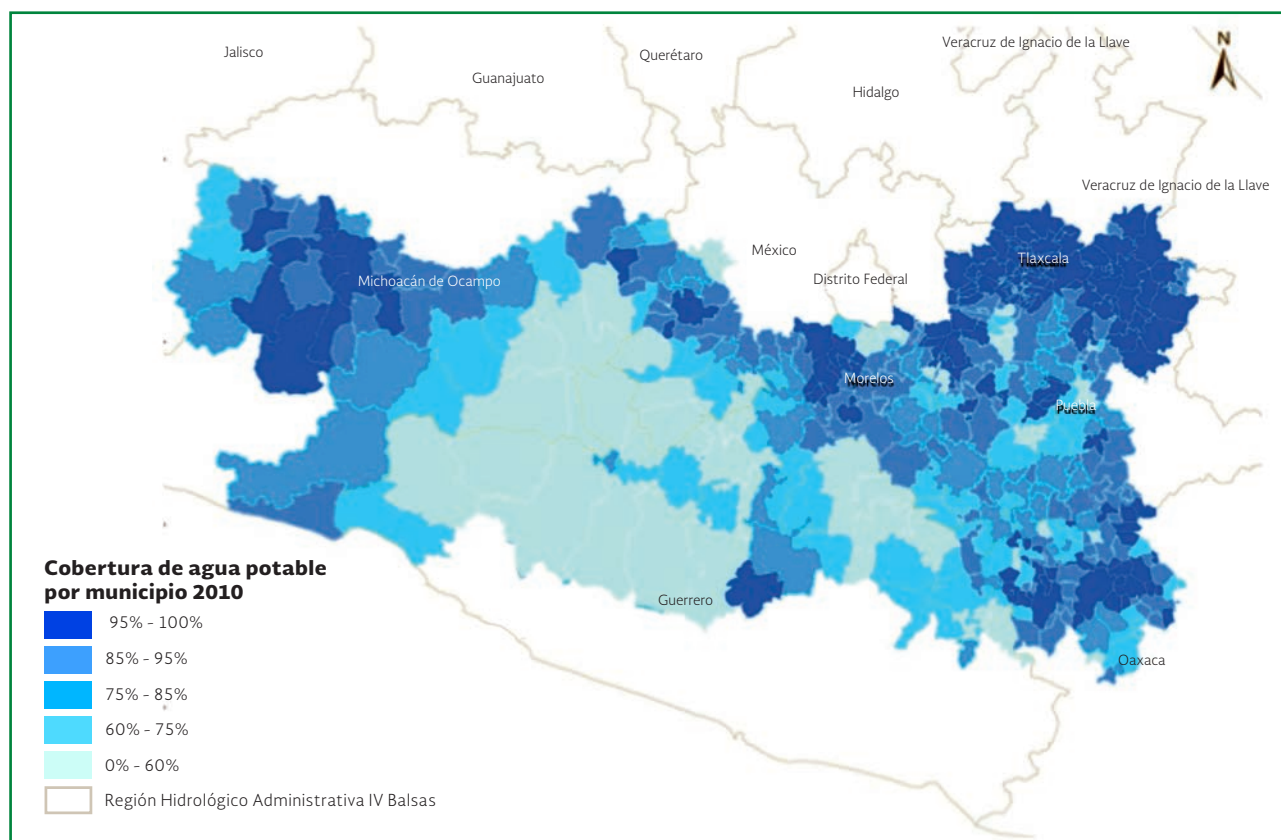 Jalisco
Guanajuato
Querétaro
Veracruz de Ignacio de la Llave
N
Hidalgo
Veracruz de Ignacio de la Llave
México
Tlaxcala
Distrito Federal
Michoacán de Ocampo
Morelos
Puebla
Guerrero
Oaxaca
Cobertura de agua potable
por municipio 2010
95% - 100%
85% - 95%
75% - 85%
60% - 75%
0% - 60%
Región Hidrológico Administrativa IV Balsas